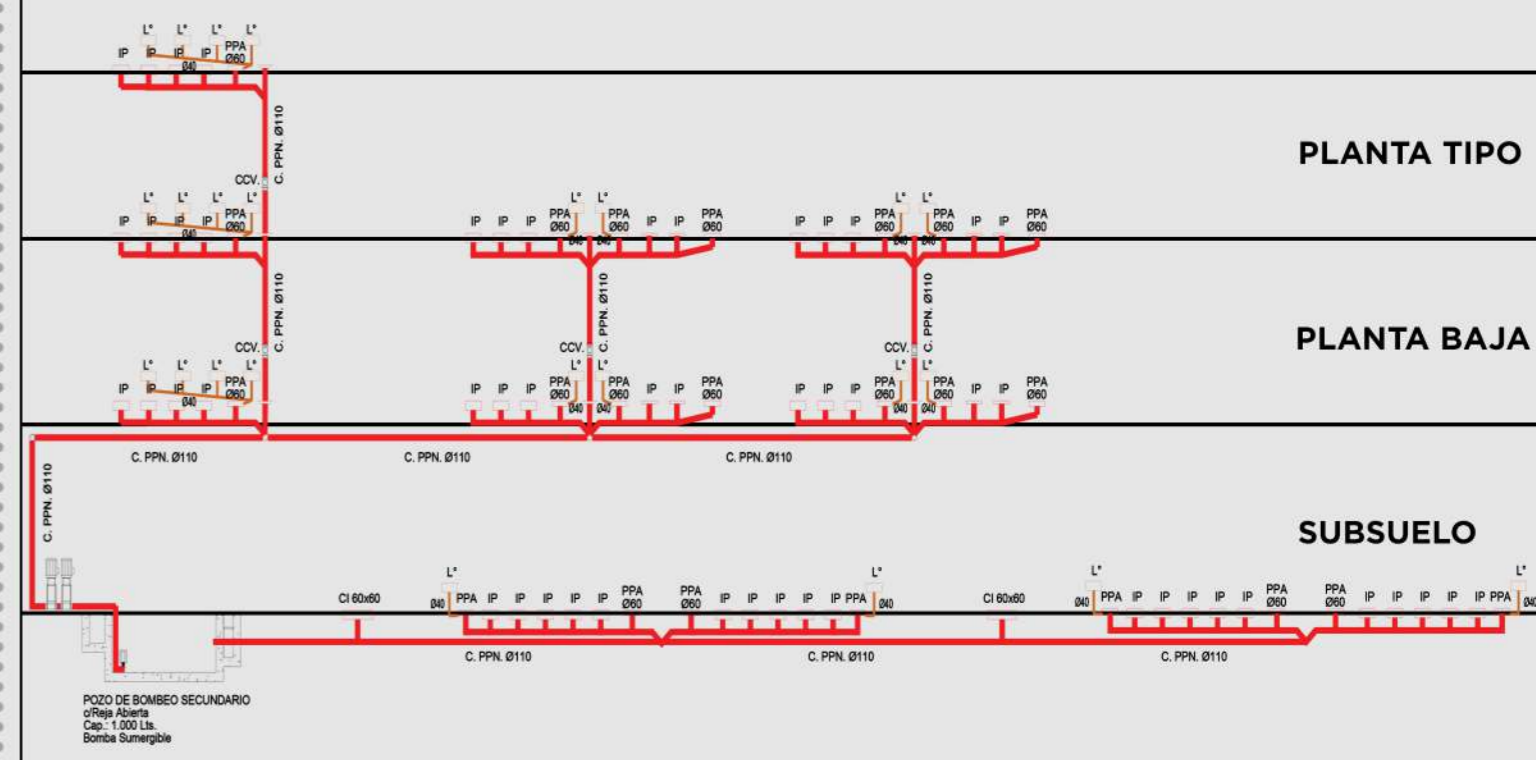 L° L° L° L°
IP IP IP IP PPA
Ø60
Ø40
C. PPN. Ø110
PLANTA TIPO
CCV.
L° L° L° L° L° L° L° L°
IP IP IP IP PPA IP IP IP PPA PPA IP IP PPA IP IP IP PPA PPA IP IP PPA
Ø60 Ø60 Ø60 Ø60 Ø60 Ø60 Ø60
Ø40 Ø40 Ø40 Ø40 Ø40
C. PPN. Ø110 C. PPN. Ø110 C. PPN. Ø110
PLANTA BAJA
CCV. CCV. CCV.
L° L° L° L° L° L° L° L°
IP IP IP IP PPA IP IP IP PPA PPA IP IP PPA IP IP IP PPA PPA IP IP PPA
Ø60 Ø60 Ø60 Ø60 Ø60 Ø60 Ø60
Ø40 Ø40 Ø40 Ø40 Ø40
C. PPN. Ø110 C. PPN. Ø110 C. PPN. Ø110
C. PPN. Ø110
SUBSUELO
L° L° L° L°
CI 60x60 Ø40 PPA IP IP IP IP IP PPA PPA IP IP IP IP IP PPA Ø40 CI 60x60 Ø40 PPA IP IP IP IP IP PPA PPA IP IP IP IP IP PPA Ø40
Ø60 Ø60 Ø60 Ø60
C. PPN. Ø110 C. PPN. Ø110 C. PPN. Ø110
POZO DE BOMBEO SECUNDARIO
c/Reja Abierta
Cap.: 1.000 Lts.
Bomba Sumergible